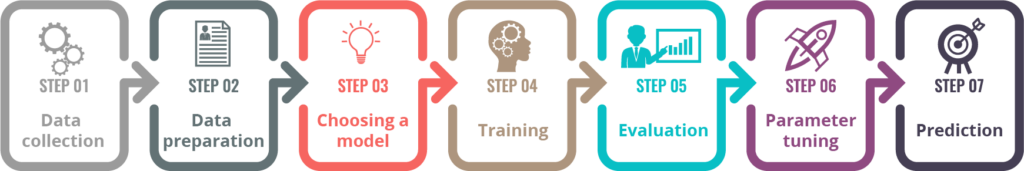 STEP 01
Data
collection
STEP 02
Data
preparation
STEP 03
Choosing a
model
STEP 04
Training
STEP 05
Evaluation
STEP 06
Parameter
tuning
STEP 07
Prediction